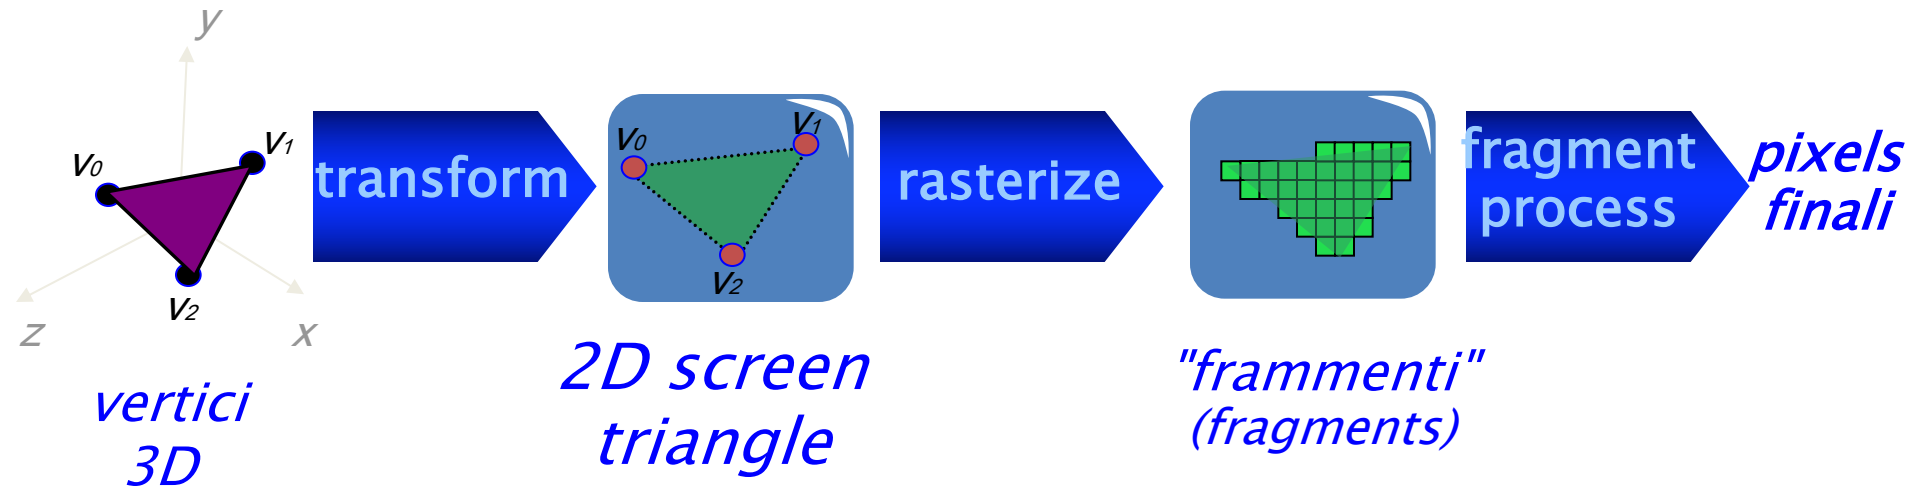 y
v0
v1
v2
z
x
vertici
3D
transform
v0
v1
v2
2D screen
triangle
rasterize
"frammenti"
(fragments)
fragment
process
pixels
finali